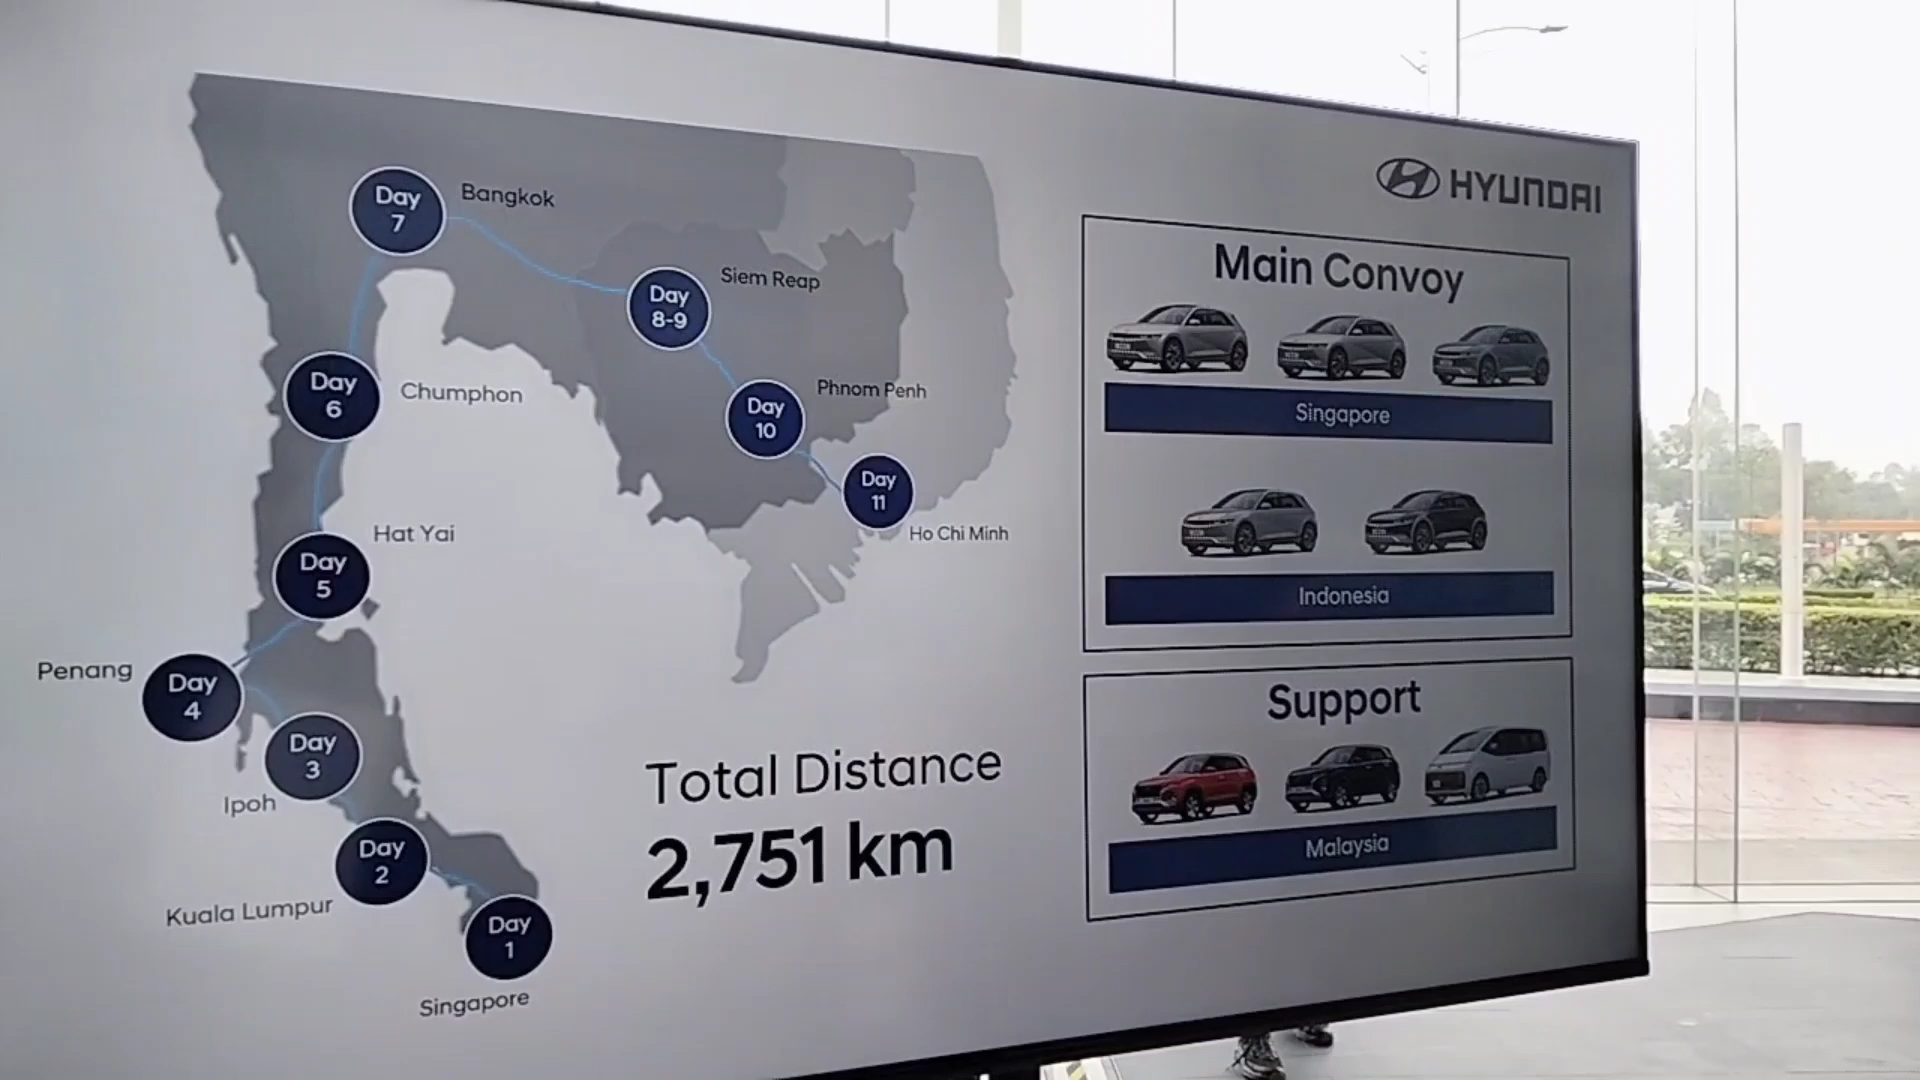 HYUNDAI
Day
7
Bangkok
Day
8-9
Siem Reap
Day
6
Chumphon
Day
10
Phnom Penh
Day
11
Ho Chi Minh
Day
5
Hat Yai
Penang
Day
4
Day
3
Ipoh
Day
2
Kuala Lumpur
Day
1
Singapore
Total Distance
2,751 km
Main Convoy
Singapore
Indonesia
Support
Malaysia